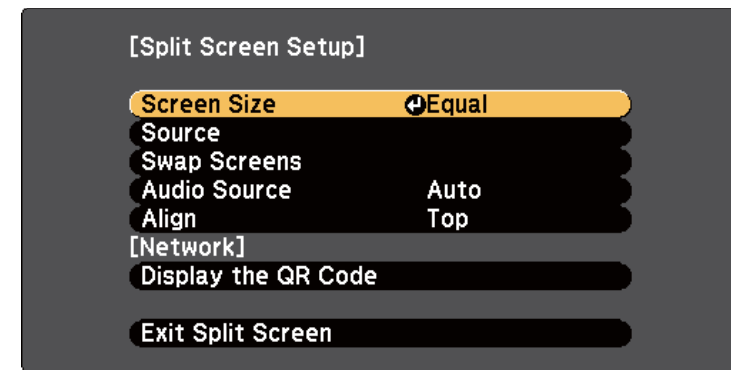 [Split Screen Setup]
Screen Size Equal
Source
Swap Screens
Audio Source Auto
Align Top
[Network]
Display the QR Code
Exit Split Screen